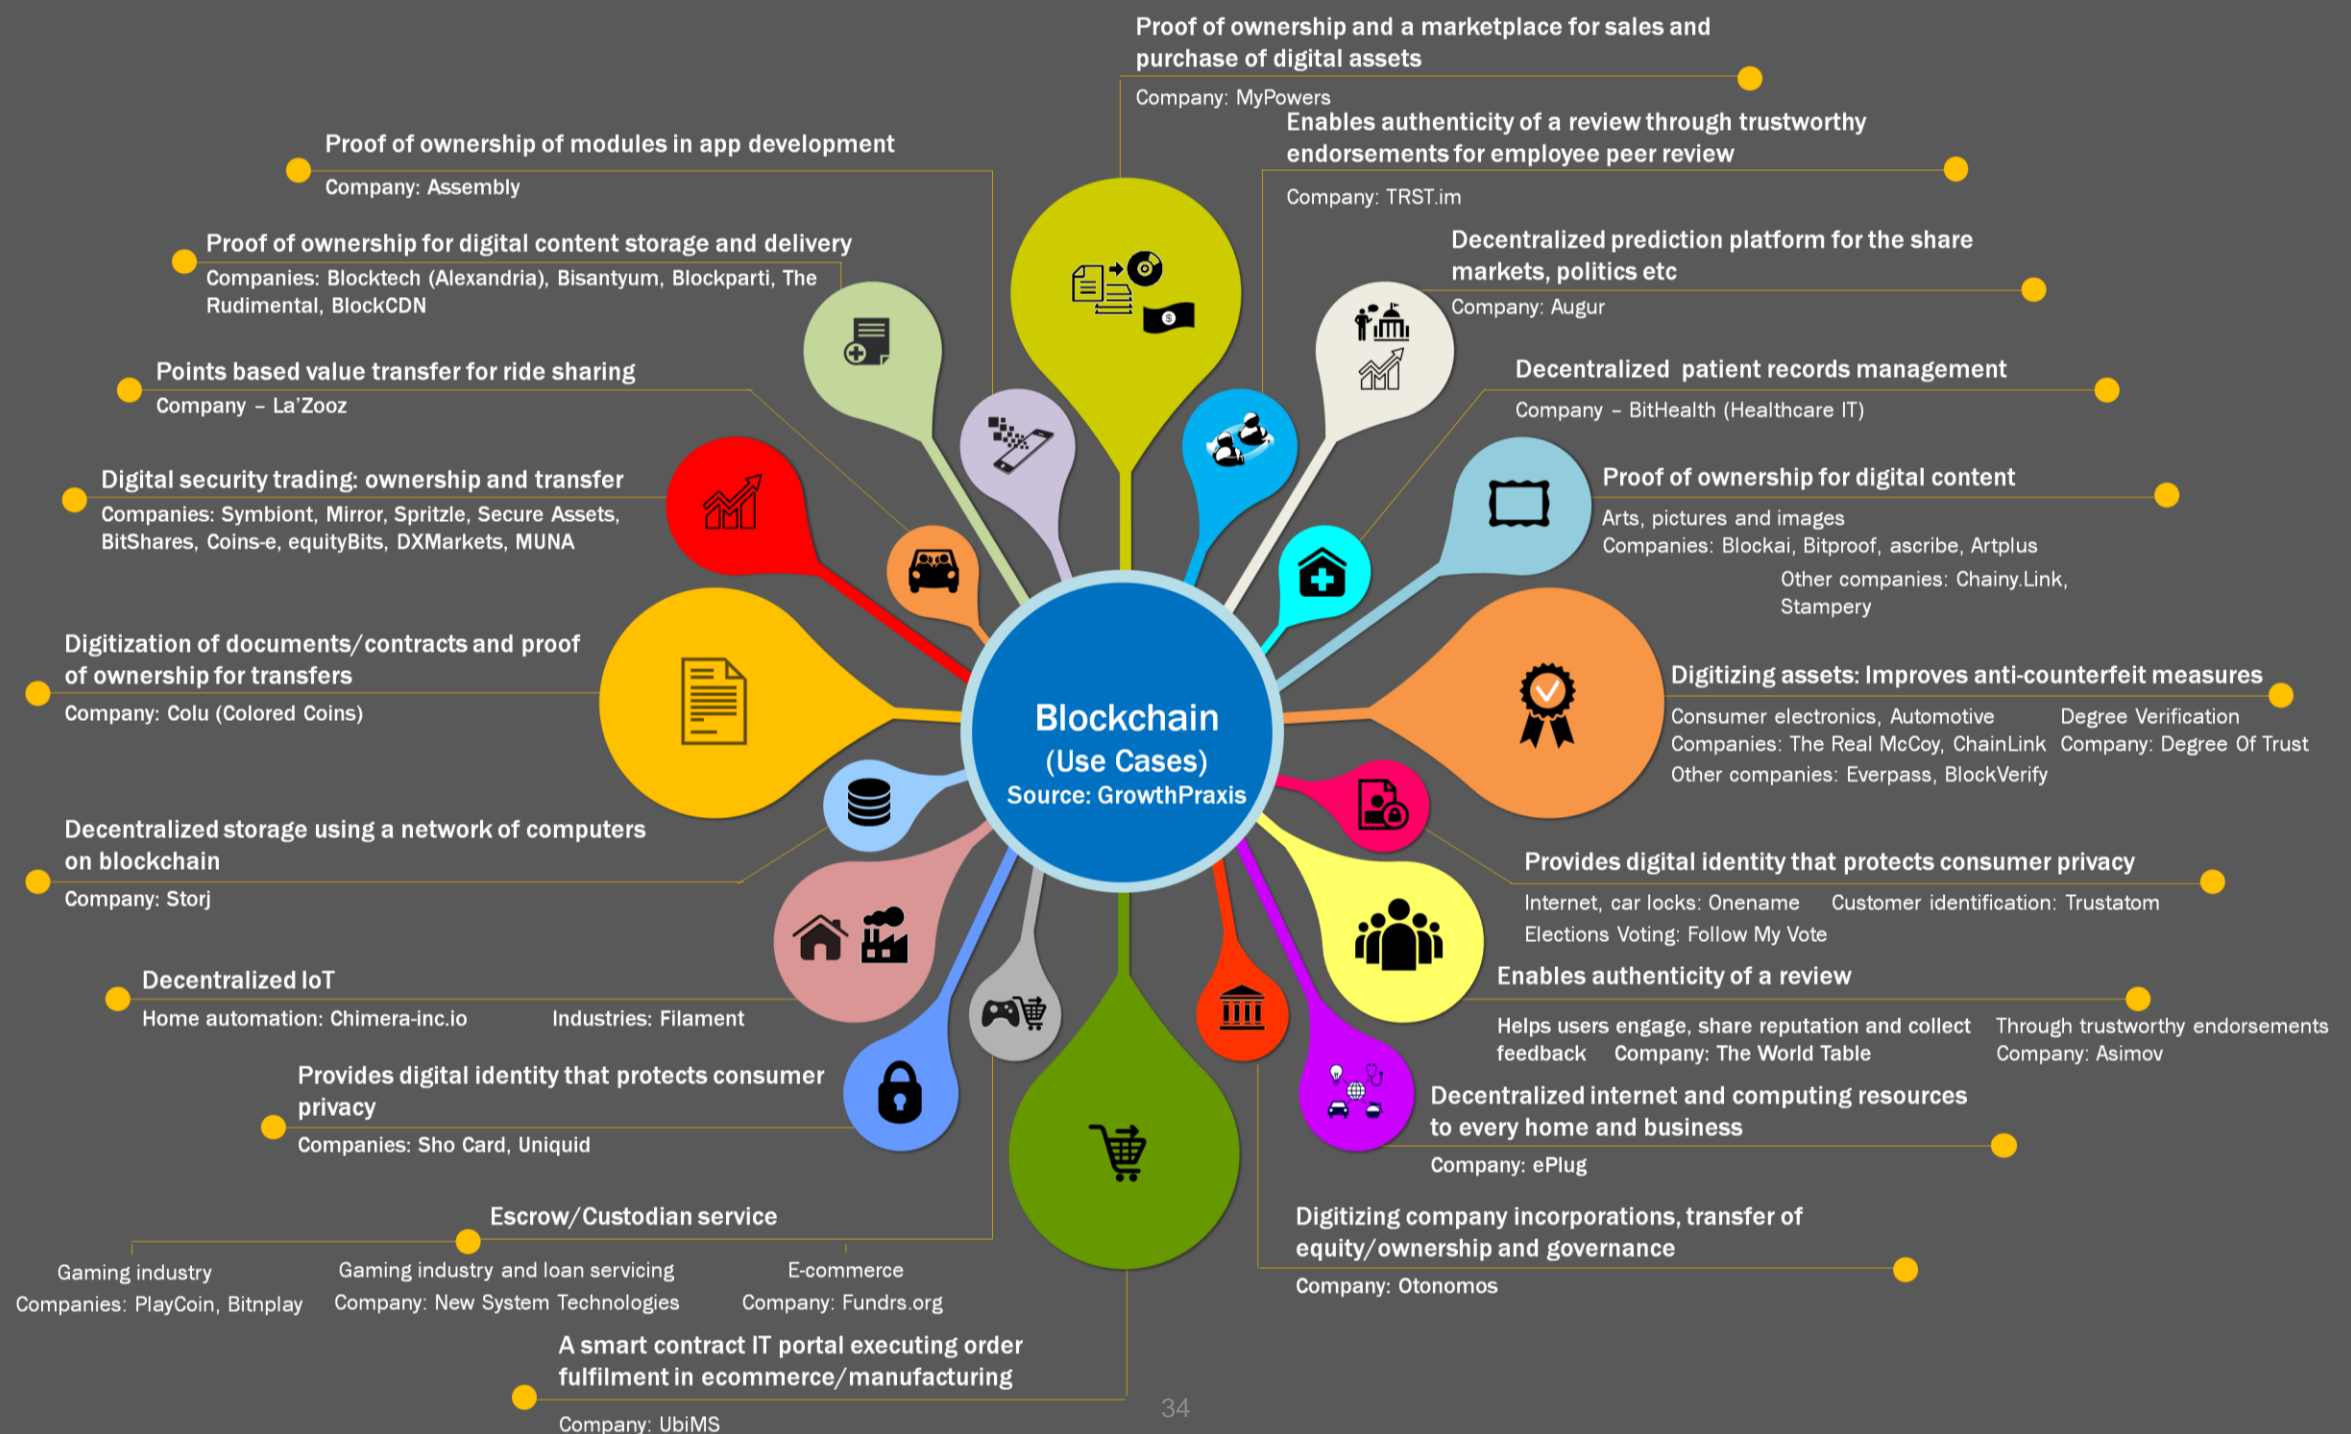 Proof of ownership and a marketplace for sales and
purchase of digital assets
Company: MyPowers
Enables authenticity of a review through trustworthy
endorsements for employee peer review
Company: TRST.im
Decentralized prediction platform for the share
markets, politics etc
Company: Augur
Decentralized patient records management
Company – BitHealth (Healthcare IT)
Proof of ownership for digital content
Arts, pictures and images
Companies: Blockai, Bitproof, ascribe, Artplus
Other companies: Chainy.Link,
Stampery
Digitizing assets: Improves anti-counterfeit measures
Consumer electronics, Automotive
Companies: The Real McCoy, ChainLink
Other companies: Everpass, BlockVerify
Degree Verification
Company: Degree Of Trust
Provides digital identity that protects consumer privacy
Internet, car locks: Onename
Customer identification: Trustatom
Elections Voting: Follow My Vote
Enables authenticity of a review
Helps users engage, share reputation and collect
feedback Company: The World Table
Through trustworthy endorsements
Company: Asimov
Decentralized internet and computing resources
to every home and business
Company: ePlug
Digitizing company incorporations, transfer of
equity/ownership and governance
Company: Otonomos
Proof of ownership of modules in app development
Company: Assembly
Proof of ownership for digital content storage and delivery
Companies: Blocktech (Alexandria), Bisantyum, Blockparti, The
Rudimental, BlockCDN
Points based value transfer for ride sharing
Company – La'Zooz
Digital security trading: ownership and transfer
Companies: Symbiont, Mirror, Spritzle, Secure Assets,
BitShares, Coins-e, equityBits, DXMarkets, MUNA
Digitization of documents/contracts and proof
of ownership for transfers
Company: Colu (Colored Coins)
Decentralized storage using a network of computers
on blockchain
Company: Storj
Decentralized IoT
Home automation: Chimera-inc.io
Industries: Filament
Provides digital identity that protects consumer
privacy
Companies: Sho Card, Uniquid
Escrow/Custodian service
Gaming industry
Companies: PlayCoin, Bitnplay
Gaming industry and loan servicing
Company: New System Technologies
E-commerce
Company: Fundrs.org
A smart contract IT portal executing order
fulfilment in ecommerce/manufacturing
Company: UbiMS
Blockchain
(Use Cases)
Source: GrowthPraxis
$
34